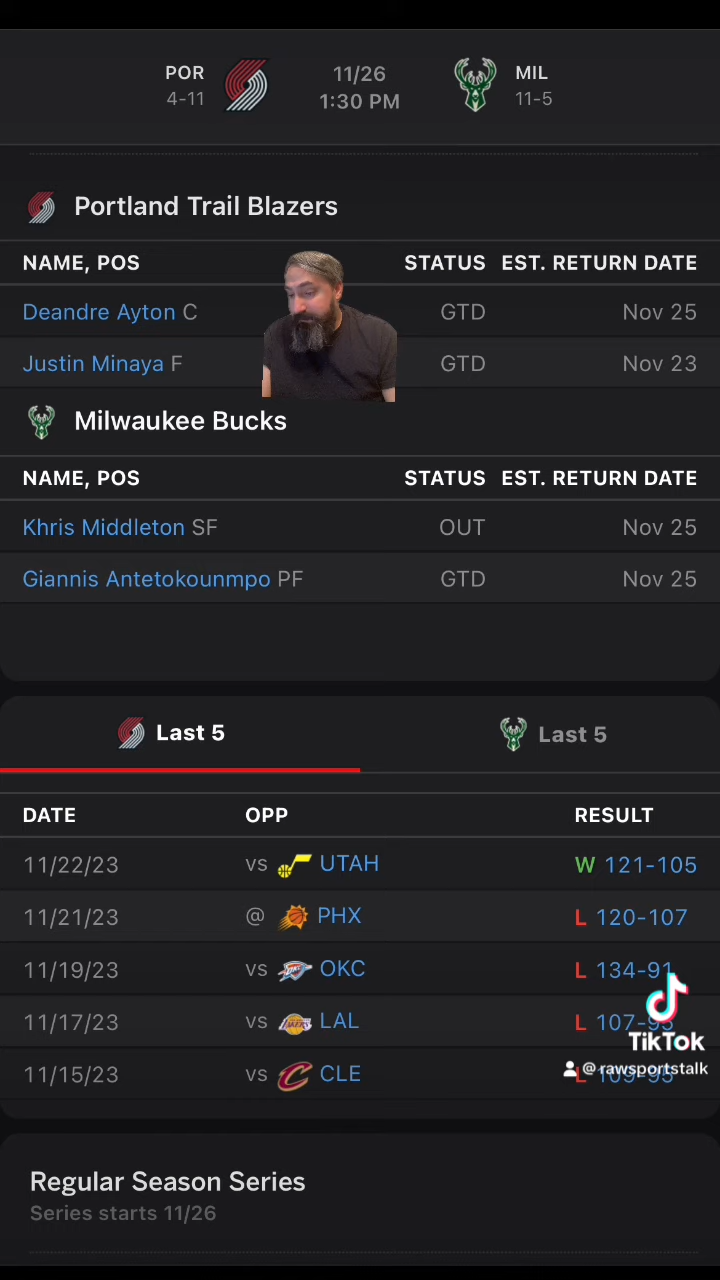 POR 11/26 MIL
4-11 1:30 PM 11-5
Portland Trail Blazers
NAME, POS STATUS EST. RETURN DATE
Deandre Ayton C GTD Nov 25
Justin Minaya F GTD Nov 23
Milwaukee Bucks
NAME, POS STATUS EST. RETURN DATE
Khris Middleton SF OUT Nov 25
Giannis Antetokounmpo PF GTD Nov 25
Last 5 Last 5
DATE OPP RESULT
11/22/23 vs UTAH W 121-105
11/21/23 @ PHX L 120-107
11/19/23 vs OKC L 134-91
11/17/23 vs LAL L 107-95
TikTok
@rawsportstalk
11/15/23 vs CLE L 109-95
Regular Season Series
Series starts 11/26